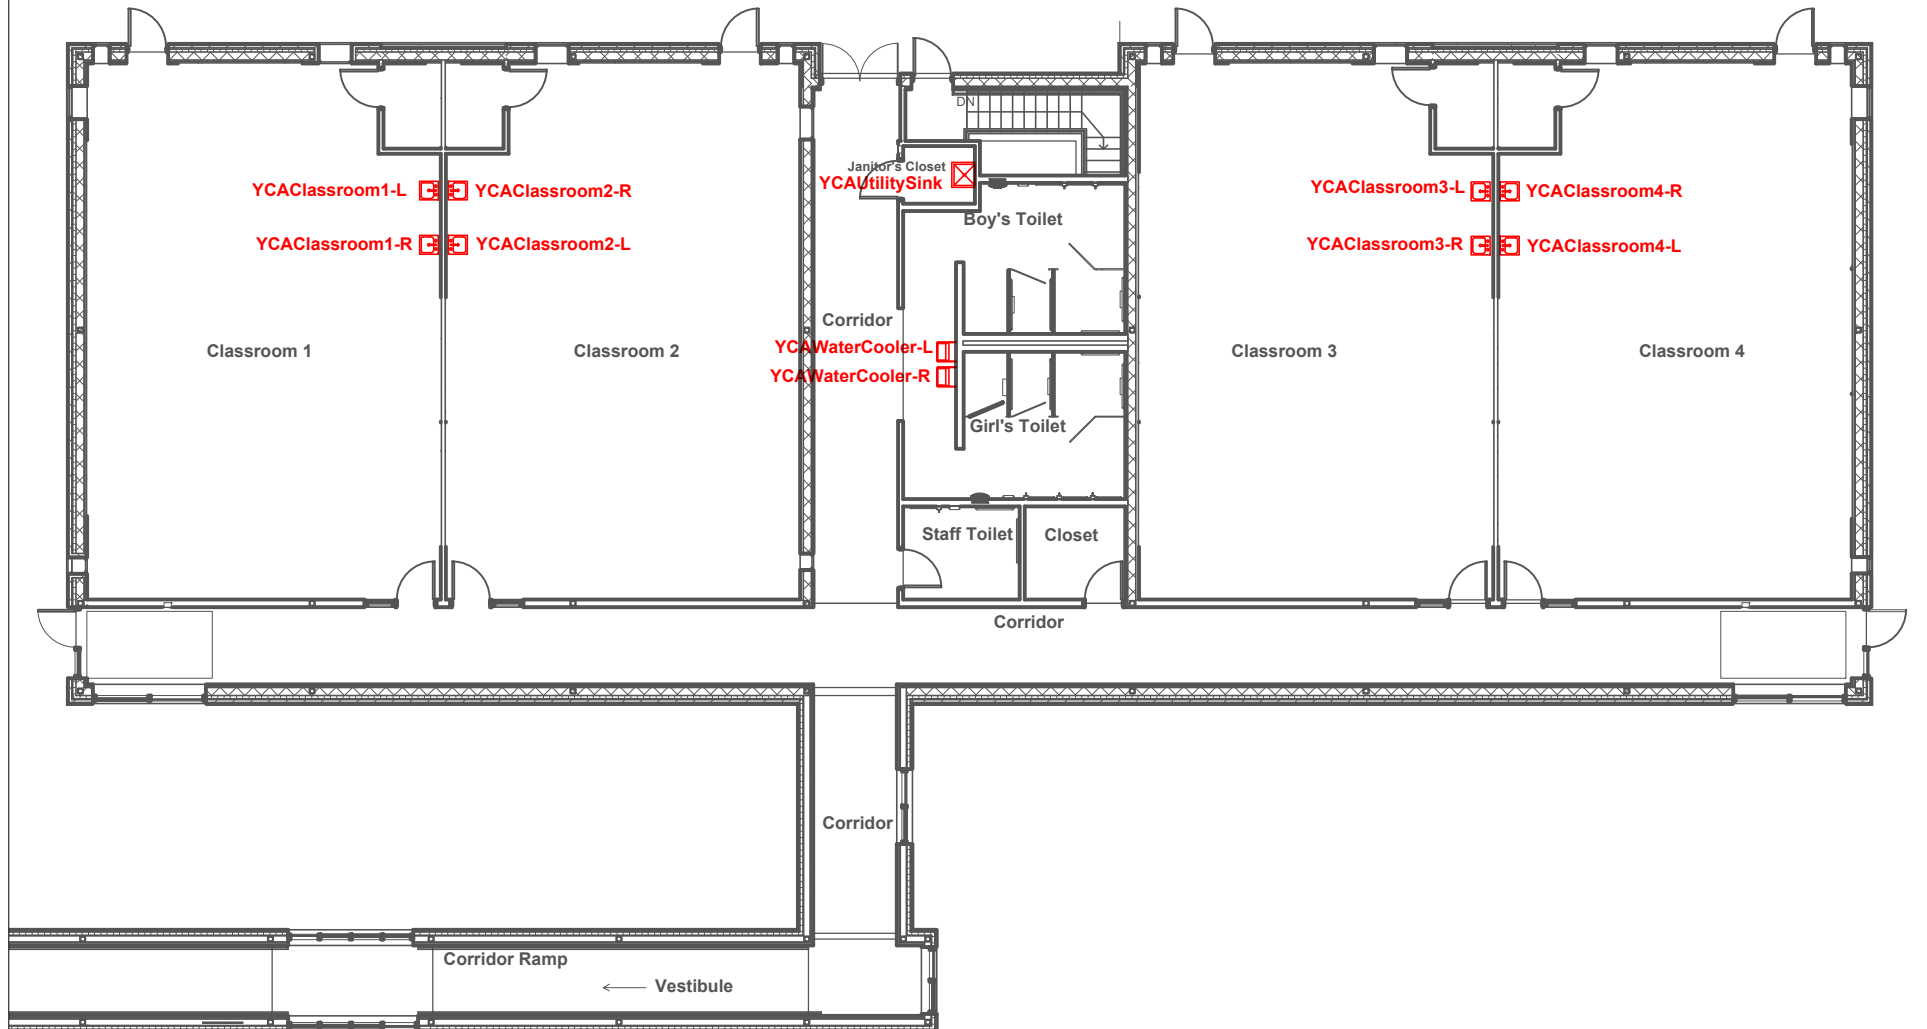 DN
Janitor's Closet
YCAUtilitySink
YCAClassroom1-L
YCAClassroom2-R
YCAClassroom3-L
YCAClassroom4-R
Boy's Toilet
YCAClassroom1-R
YCAClassroom2-L
YCAClassroom3-R
YCAClassroom4-L
Corridor
YCAWaterCooler-L
Classroom 1
Classroom 2
Classroom 3
Classroom 4
YCAWaterCooler-R
Girl's Toilet
Staff Toilet
Closet
Corridor
Corridor
Corridor Ramp
Vestibule